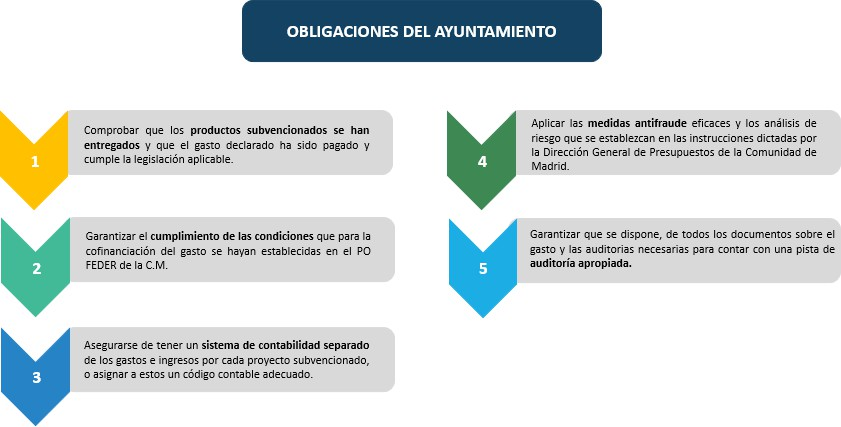 OBLIGACIONES DEL AYUNTAMIENTO
1
Comprobar que los productos subvencionados se han
entregados y que el gasto declarado ha sido pagado y
cumple la legislación aplicable.
2
Garantizar el cumplimiento de las condiciones que para la
cofinanciación del gasto se hayan establecidas en el PO
FEDER de la C.M.
3
Asegurarse de tener un sistema de contabilidad separado
de los gastos e ingresos por cada proyecto subvencionado,
o asignar a estos un código contable adecuado.
4
Aplicar las medidas antifraude eficaces y los análisis de
riesgo que se establezcan en las instrucciones dictadas por
la Dirección General de Presupuestos de la Comunidad de
Madrid.
5
Garantizar que se dispone, de todos los documentos sobre el
gasto y las auditorias necesarias para contar con una pista de
auditoría apropiada.